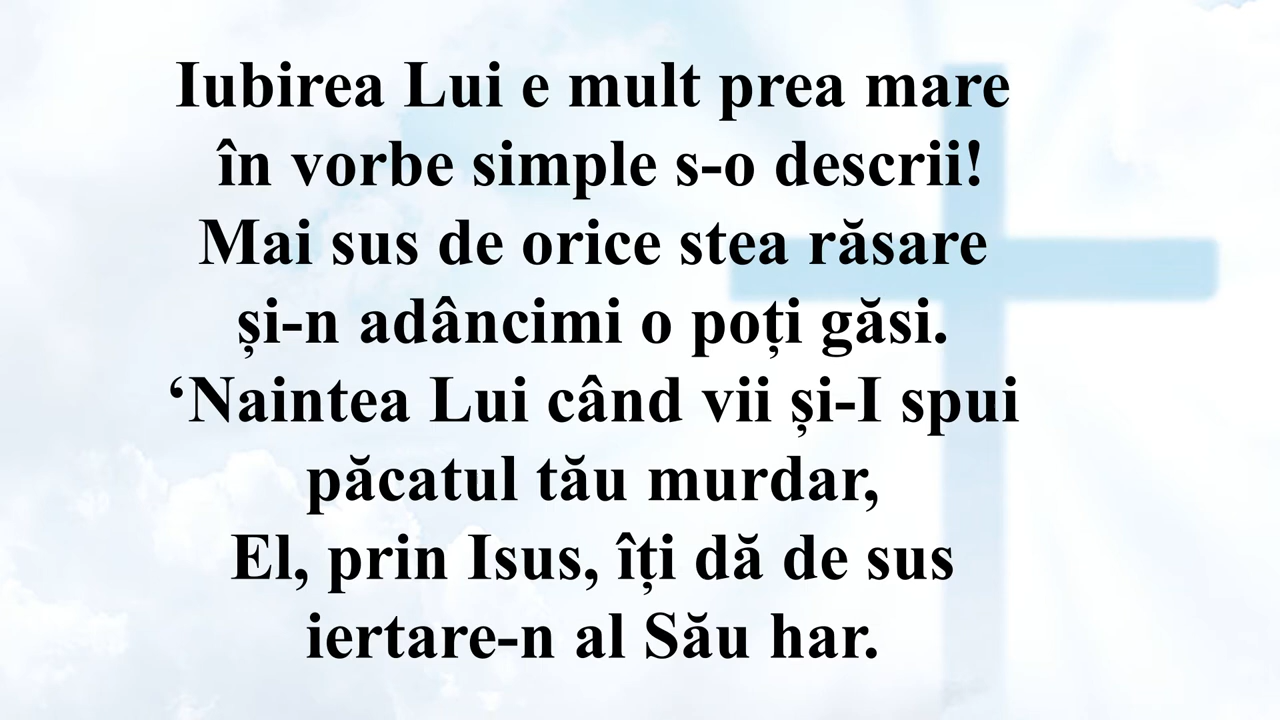 Iubirea Lui e mult prea mare
în vorbe simple s-o descrii!
Mai sus de orice stea răsare
și-n adâncimi o poți găsi.
‘Naintea Lui când vii și-I spui
păcatul tău murdar,
El, prin Isus, îți dă de sus
iertare-n al Său har.